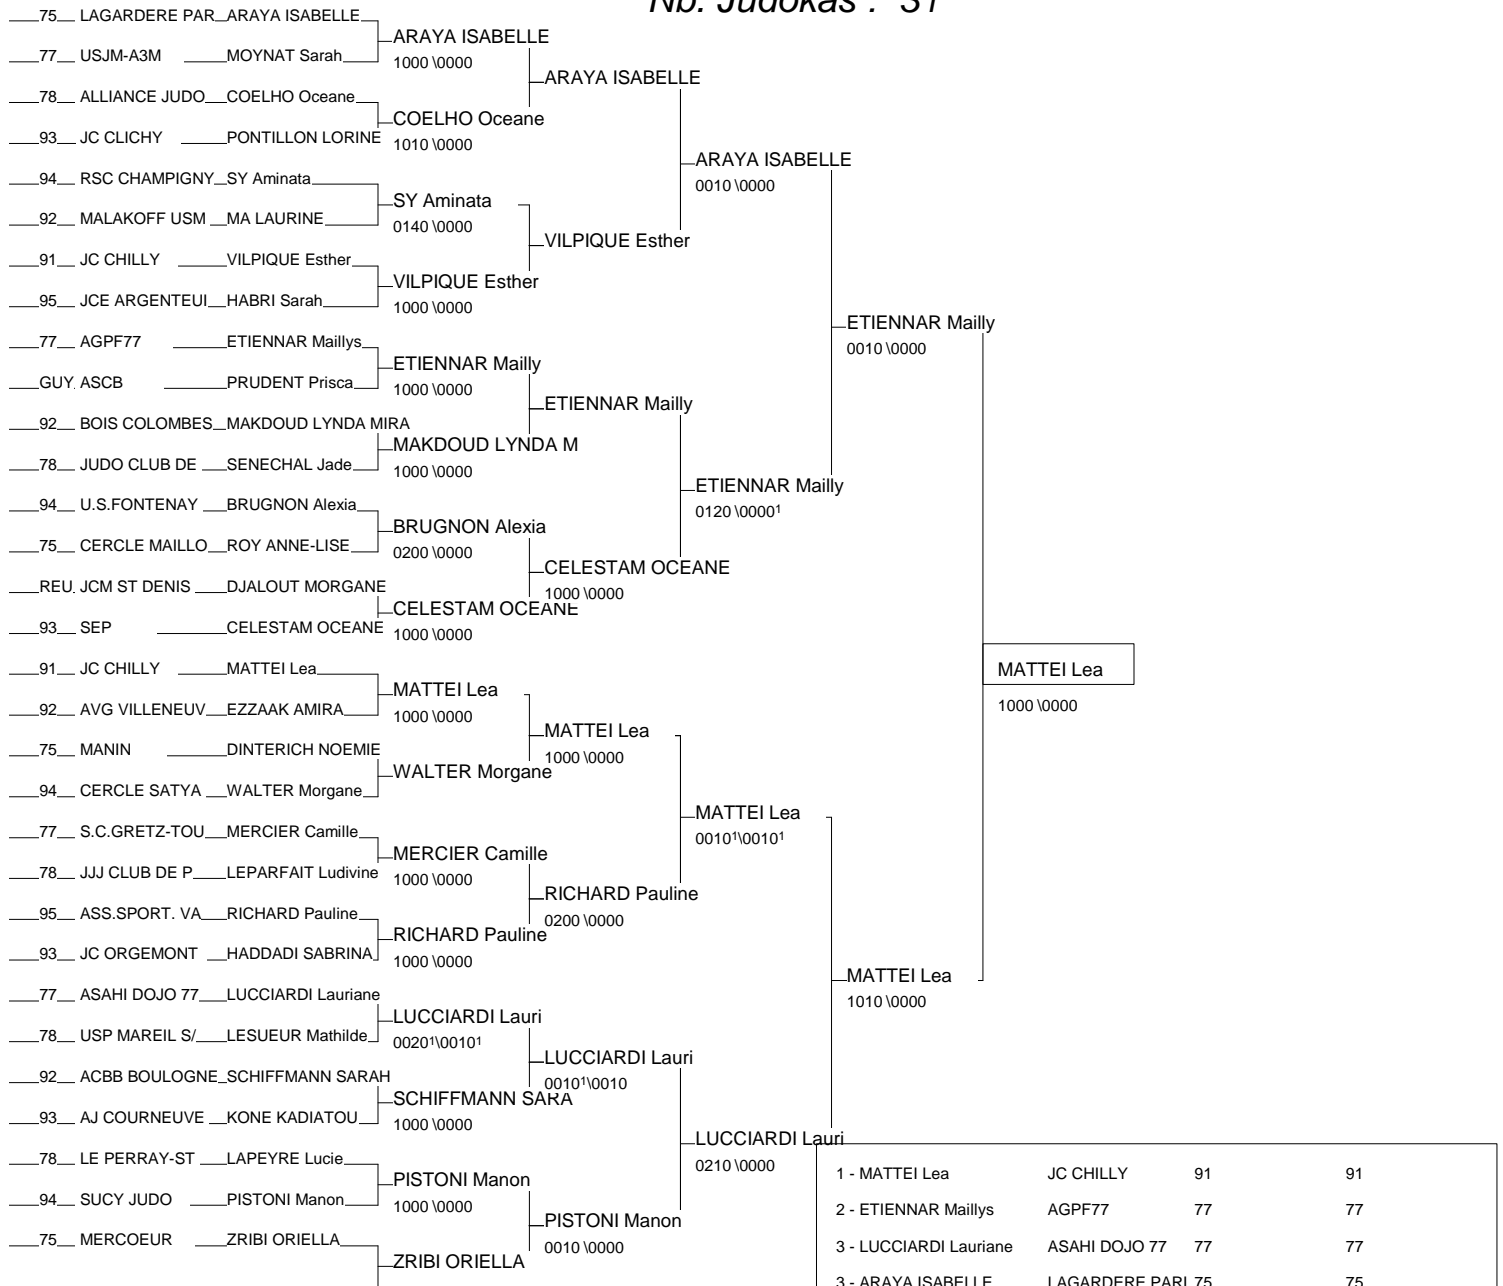 Nb. Judokas : 31
75 LAGARDERE PAR ARAYA ISABELLE
77 USJM-A3M MOYNAT Sarah
78 ALLIANCE JUDO COELHO Oceane
93 JC CLICHY PONTILLON LORINE
94 RSC CHAMPIGNY SY Aminata
92 MALAKOFF USM MA LAURINE
91 JC CHILLY VILPIQUE Esther
95 JCE ARGENTEUI HABRI Sarah
77 AGPF77 ETIENNAR Maillys
GUY ASCB PRUDENT Prisca
92 BOIS COLOMBES MAKDOUD LYNDA MIRA
78 JUDO CLUB DE SENECHAL Jade
94 U.S.FONTENAY BRUGNON Alexia
75 CERCLE MAILLO ROY ANNE-LISE
REU JCM ST DENIS DJALOUT MORGANE
93 SEP CELESTAM OCEANE
91 JC CHILLY MATTEI Lea
92 AVG VILLENEUV EZZAAK AMIRA
75 MANIN DINTERICH NOEMIE
94 CERCLE SATYA WALTER Morgane
77 S.C.GRETZ-TOU MERCIER Camille
78 JJJ CLUB DE P LEPARFAIT Ludivine
95 ASS.SPORT. VA RICHARD Pauline
93 JC ORGEMONT HADDADI SABRINA
77 ASAHI DOJO 77 LUCCIARDI Lauriane
78 USP MAREIL S/ LESUEUR Mathilde
92 ACBB BOULOGNE SCHIFFMANN SARAH
93 AJ COURNEUVE KONE KADIATOU
78 LE PERRAY-ST LAPEYRE Lucie
94 SUCY JUDO PISTONI Manon
75 MERCOEUR ZRIBI ORIELLA
ARAYA ISABELLE
1000 \0000
COELHO Oceane
1010 \0000
SY Aminata
0140 \0000
VILPIQUE Esther
1000 \0000
ETIENNAR Mailly
1000 \0000
MAKDOUD LYNDA M
1000 \0000
BRUGNON Alexia
0200 \0000
CELESTAM OCEANE
1000 \0000
MATTEI Lea
1000 \0000
WALTER Morgane
MERCIER Camille
1000 \0000
RICHARD Pauline
1000 \0000
LUCCIARDI Lauri
0020¹\0010¹
SCHIFFMANN SARA
1000 \0000
PISTONI Manon
1000 \0000
ZRIBI ORIELLA
ARAYA ISABELLE
VILPIQUE Esther
ETIENNAR Mailly
CELESTAM OCEANE
1000 \0000
MATTEI Lea
1000 \0000
RICHARD Pauline
0200 \0000
LUCCIARDI Lauri
0010¹\0010
PISTONI Manon
0010 \0000
ARAYA ISABELLE
0010 \0000
ETIENNAR Mailly
0120 \0000¹
MATTEI Lea
0010¹\0010¹
LUCCIARDI Lauri
0210 \0000
ETIENNAR Mailly
0010 \0000
MATTEI Lea
1010 \0000
MATTEI Lea
1000 \0000
1 - MATTEI Lea JC CHILLY 91 91
2 - ETIENNAR Maillys AGPF77 77 77
3 - LUCCIARDI Lauriane ASAHI DOJO 77 77 77
3 - ARAYA ISABELLE LAGARDERE PARI 75 75